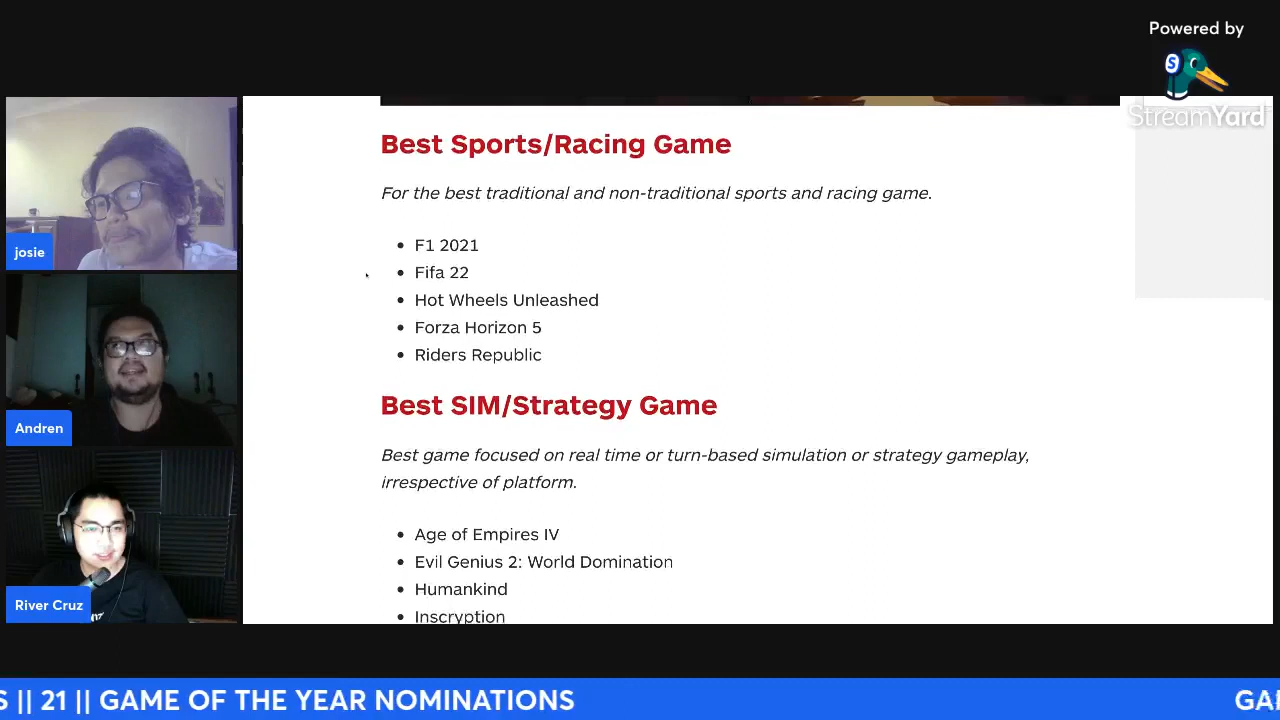 Powered by
StreamYard
josie
Andren
River Cruz
Best Sports/Racing Game
For the best traditional and non-traditional sports and racing game.
F1 2021
Fifa 22
Hot Wheels Unleashed
Forza Horizon 5
Riders Republic
Best SIM/Strategy Game
Best game focused on real time or turn-based simulation or strategy gameplay,
irrespective of platform.
Age of Empires IV
Evil Genius 2: World Domination
Humankind
Inscryption
S || 21 || GAME OF THE YEAR NOMINATIONS